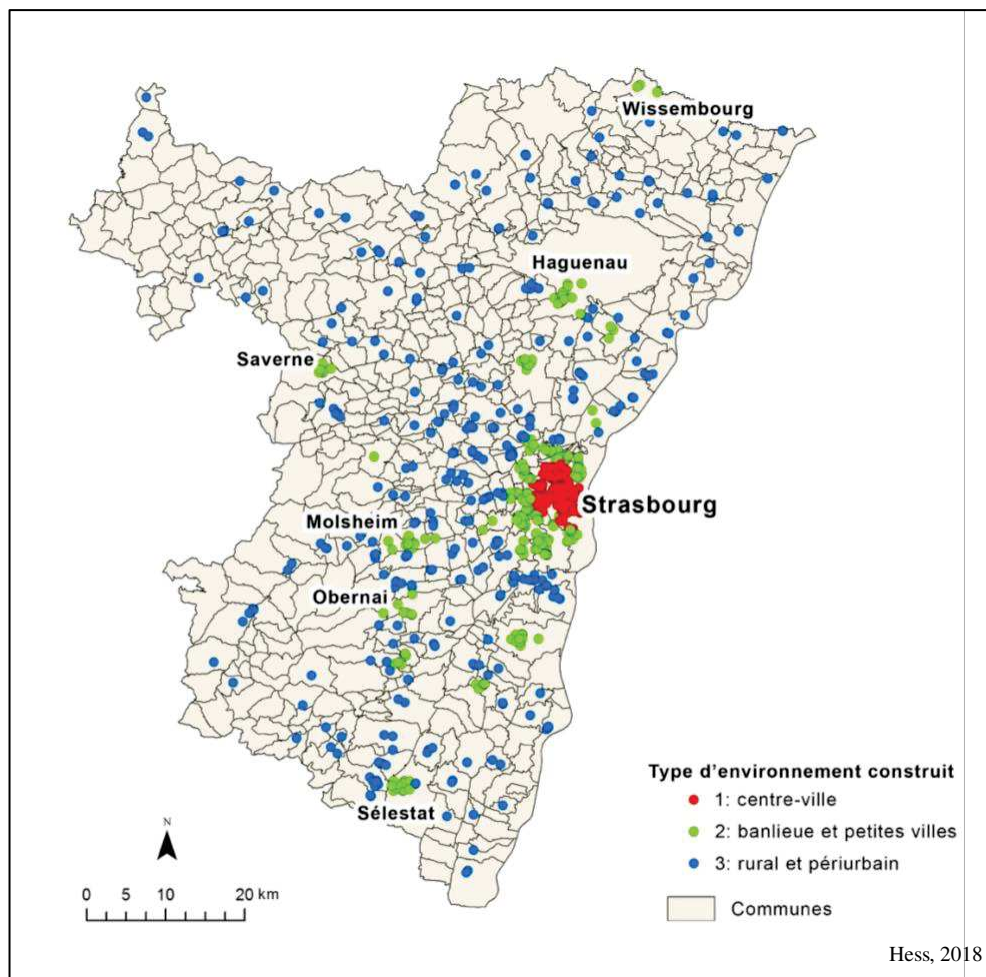 Wissembourg
Haguenau
Saverne
Strasbourg
Molsheim
Obernai
Sélestat
Type d'environnement construit
1: centre-ville
2: banlieue et petites villes
3: rural et périurbain
Communes
N
0 5 10 20 km
Hess, 2018